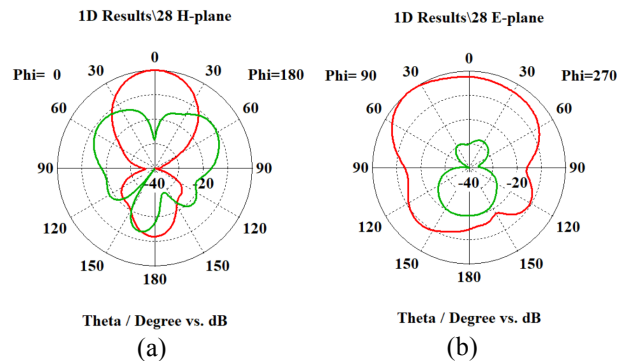 1D Results\28 H-plane
0
Phi= 0
30
30
Phi=180
60
60
90
-40
-20
90
120
120
150
150
180
Theta / Degree vs. dB
(a)
1D Results\28 E-plane
0
Phi= 90
30
30
Phi=270
60
60
90
-40
-20
90
120
120
150
150
180
Theta / Degree vs. dB
(b)